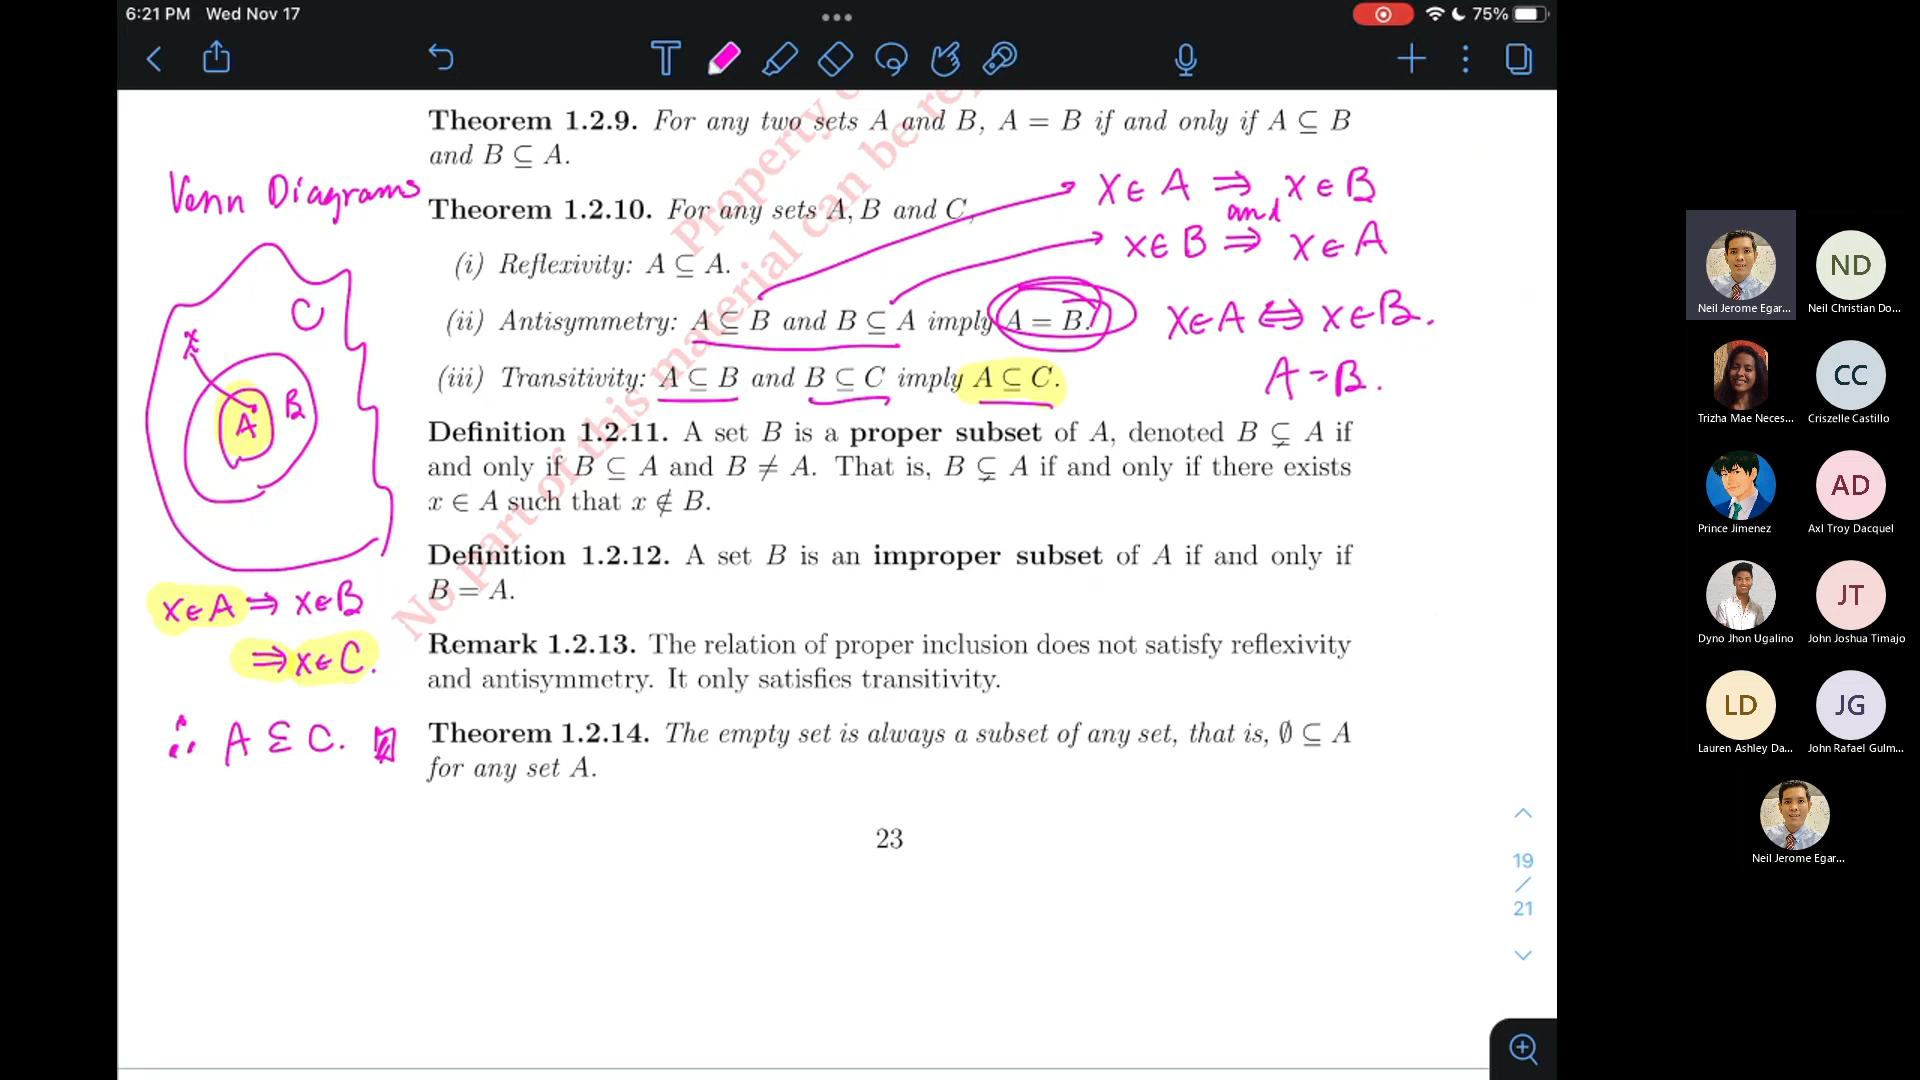 6:21 PM Wed Nov 17
75%
Theorem 1.2.9. For any two sets A and B, A = B if and only if A ⊆ B
and B ⊆ A.
Venn Diagrams
Theorem 1.2.10. For any sets A, B and C,
(i) Reflexivity: A ⊆ A.
(ii) Antisymmetry: A ⊆ B and B ⊆ A imply A = B.
(iii) Transitivity: A ⊆ B and B ⊆ C imply A ⊆ C.
x ∈ A ⇒ x ∈ B
and
x ∈ B ⇒ x ∈ A
x ∈ A ⇔ x ∈ B.
A = B.
C
x
B
A
Definition 1.2.11. A set B is a proper subset of A, denoted B ⊊ A if
and only if B ⊆ A and B ≠ A. That is, B ⊊ A if and only if there exists
x ∈ A such that x ∉ B.
Definition 1.2.12. A set B is an improper subset of A if and only if
B = A.
x ∈ A ⇒ x ∈ B
⇒ x ∈ C.
∴ A ⊆ C.
Remark 1.2.13. The relation of proper inclusion does not satisfy reflexivity
and antisymmetry. It only satisfies transitivity.
Theorem 1.2.14. The empty set is always a subset of any set, that is, ∅ ⊆ A
for any set A.
23
Property
No part of this material can be
19
/
21
Neil Jerome Egar...
ND
Neil Christian Do...
Trizha Mae Neces...
CC
Criszelle Castillo
Prince Jimenez
AD
Axl Troy Dacquel
Dyno Jhon Ugalino
JT
John Joshua Timajo
LD
Lauren Ashley Da...
JG
John Rafael Gulm...
Neil Jerome Egar...